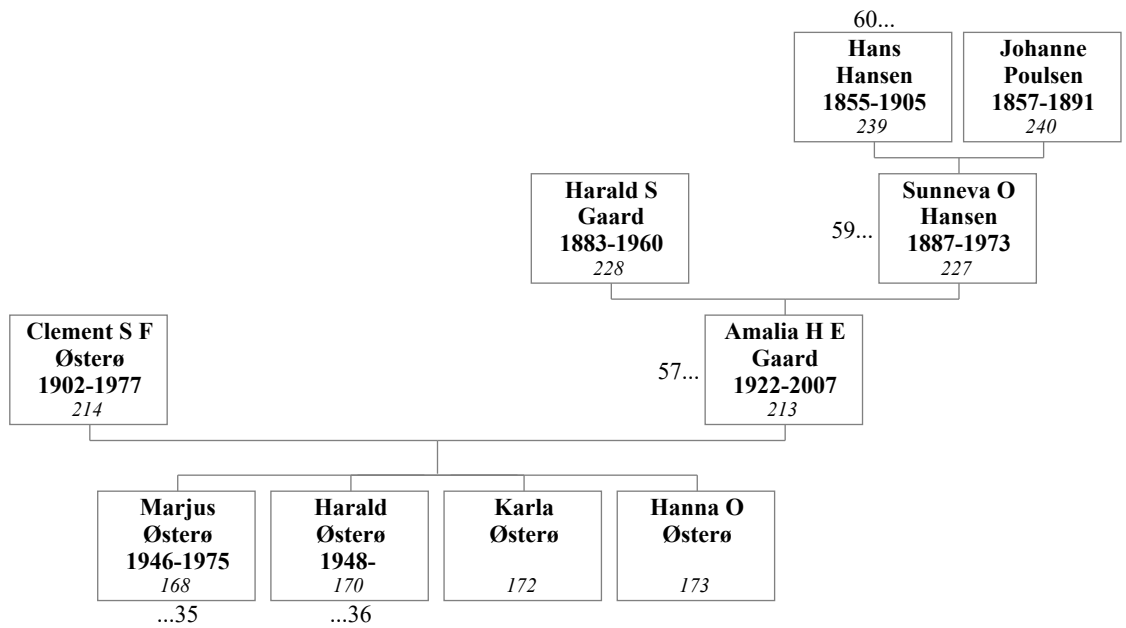 60...
Hans
Hansen
1855-1905
239
Johanne
Poulsen
1857-1891
240
Harald S
Gaard
1883-1960
228
59...
Sunneva O
Hansen
1887-1973
227
Clement S F
Østerø
1902-1977
214
57...
Amalia H E
Gaard
1922-2007
213
Marjus
Østerø
1946-1975
168
...35
Harald
Østerø
1948-
170
...36
Karla
Østerø
172
Hanna O
Østerø
173